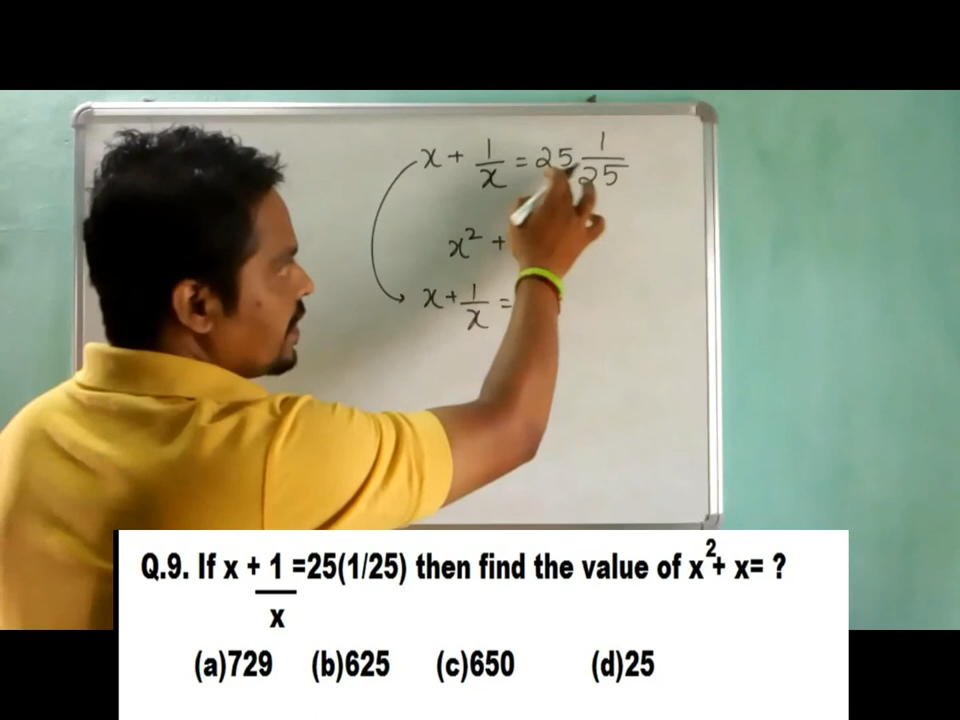 x + 1/x = 25 1/25
x² +
x + 1/x =
Q.9. If x + 1/x =25(1/25) then find the value of x²+ x= ?
(a)729 (b)625 (c)650 (d)25